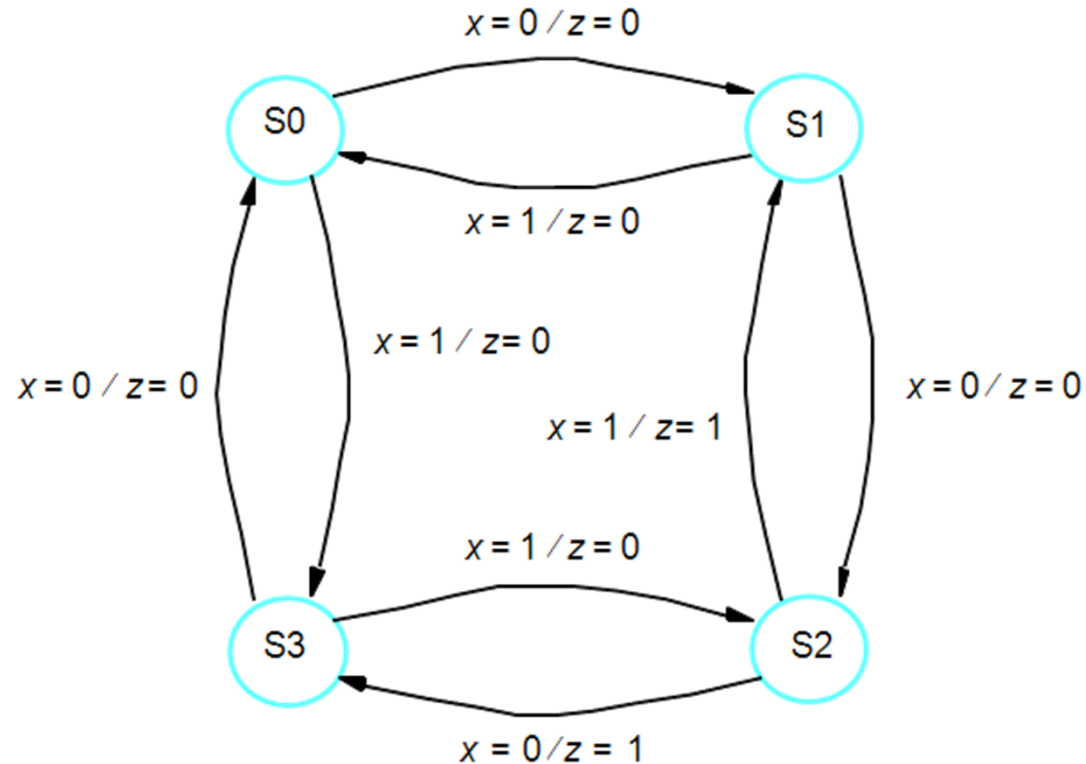 x = 0 / z = 0
S0
S1
x = 1 / z = 0
x = 1 / z= 0
x = 0 / z= 0
x = 0 / z = 0
x = 1 / z= 1
x = 1 / z = 0
S3
S2
x = 0/z = 1